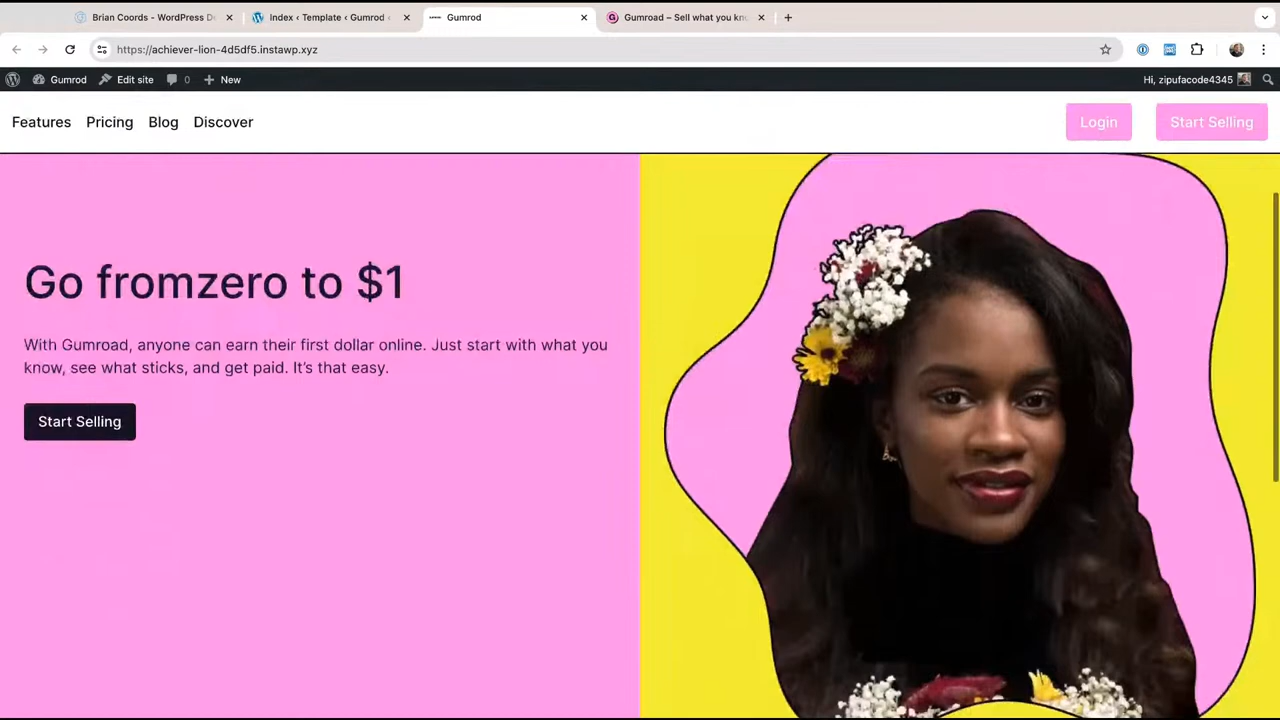 Brian Coords - WordPress De
Index ‹ Template ‹ Gumrod ‹
Gumrod
Gumroad – Sell what you kno
https://achiever-lion-4d5df5.instawp.xyz
Gumrod
Edit site
0
New
Hi, zipufacode4345
Features
Pricing
Blog
Discover
Login
Start Selling
Go fromzero to $1
With Gumroad, anyone can earn their first dollar online. Just start with what you
know, see what sticks, and get paid. It’s that easy.
Start Selling